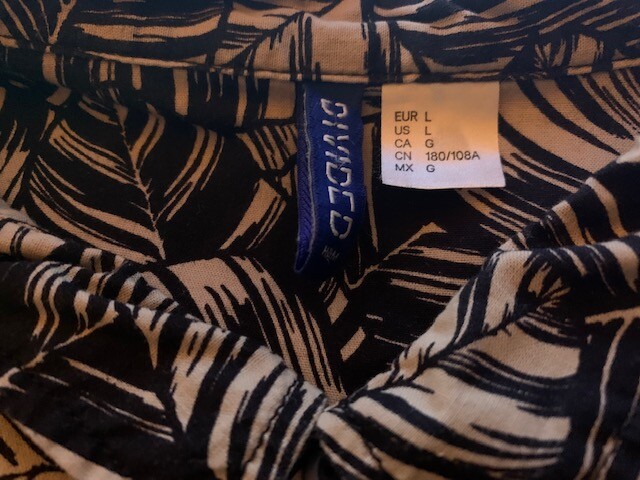 DIVIDED
H&M
EUR L
US L
CA G
CN 180/108A
MX G